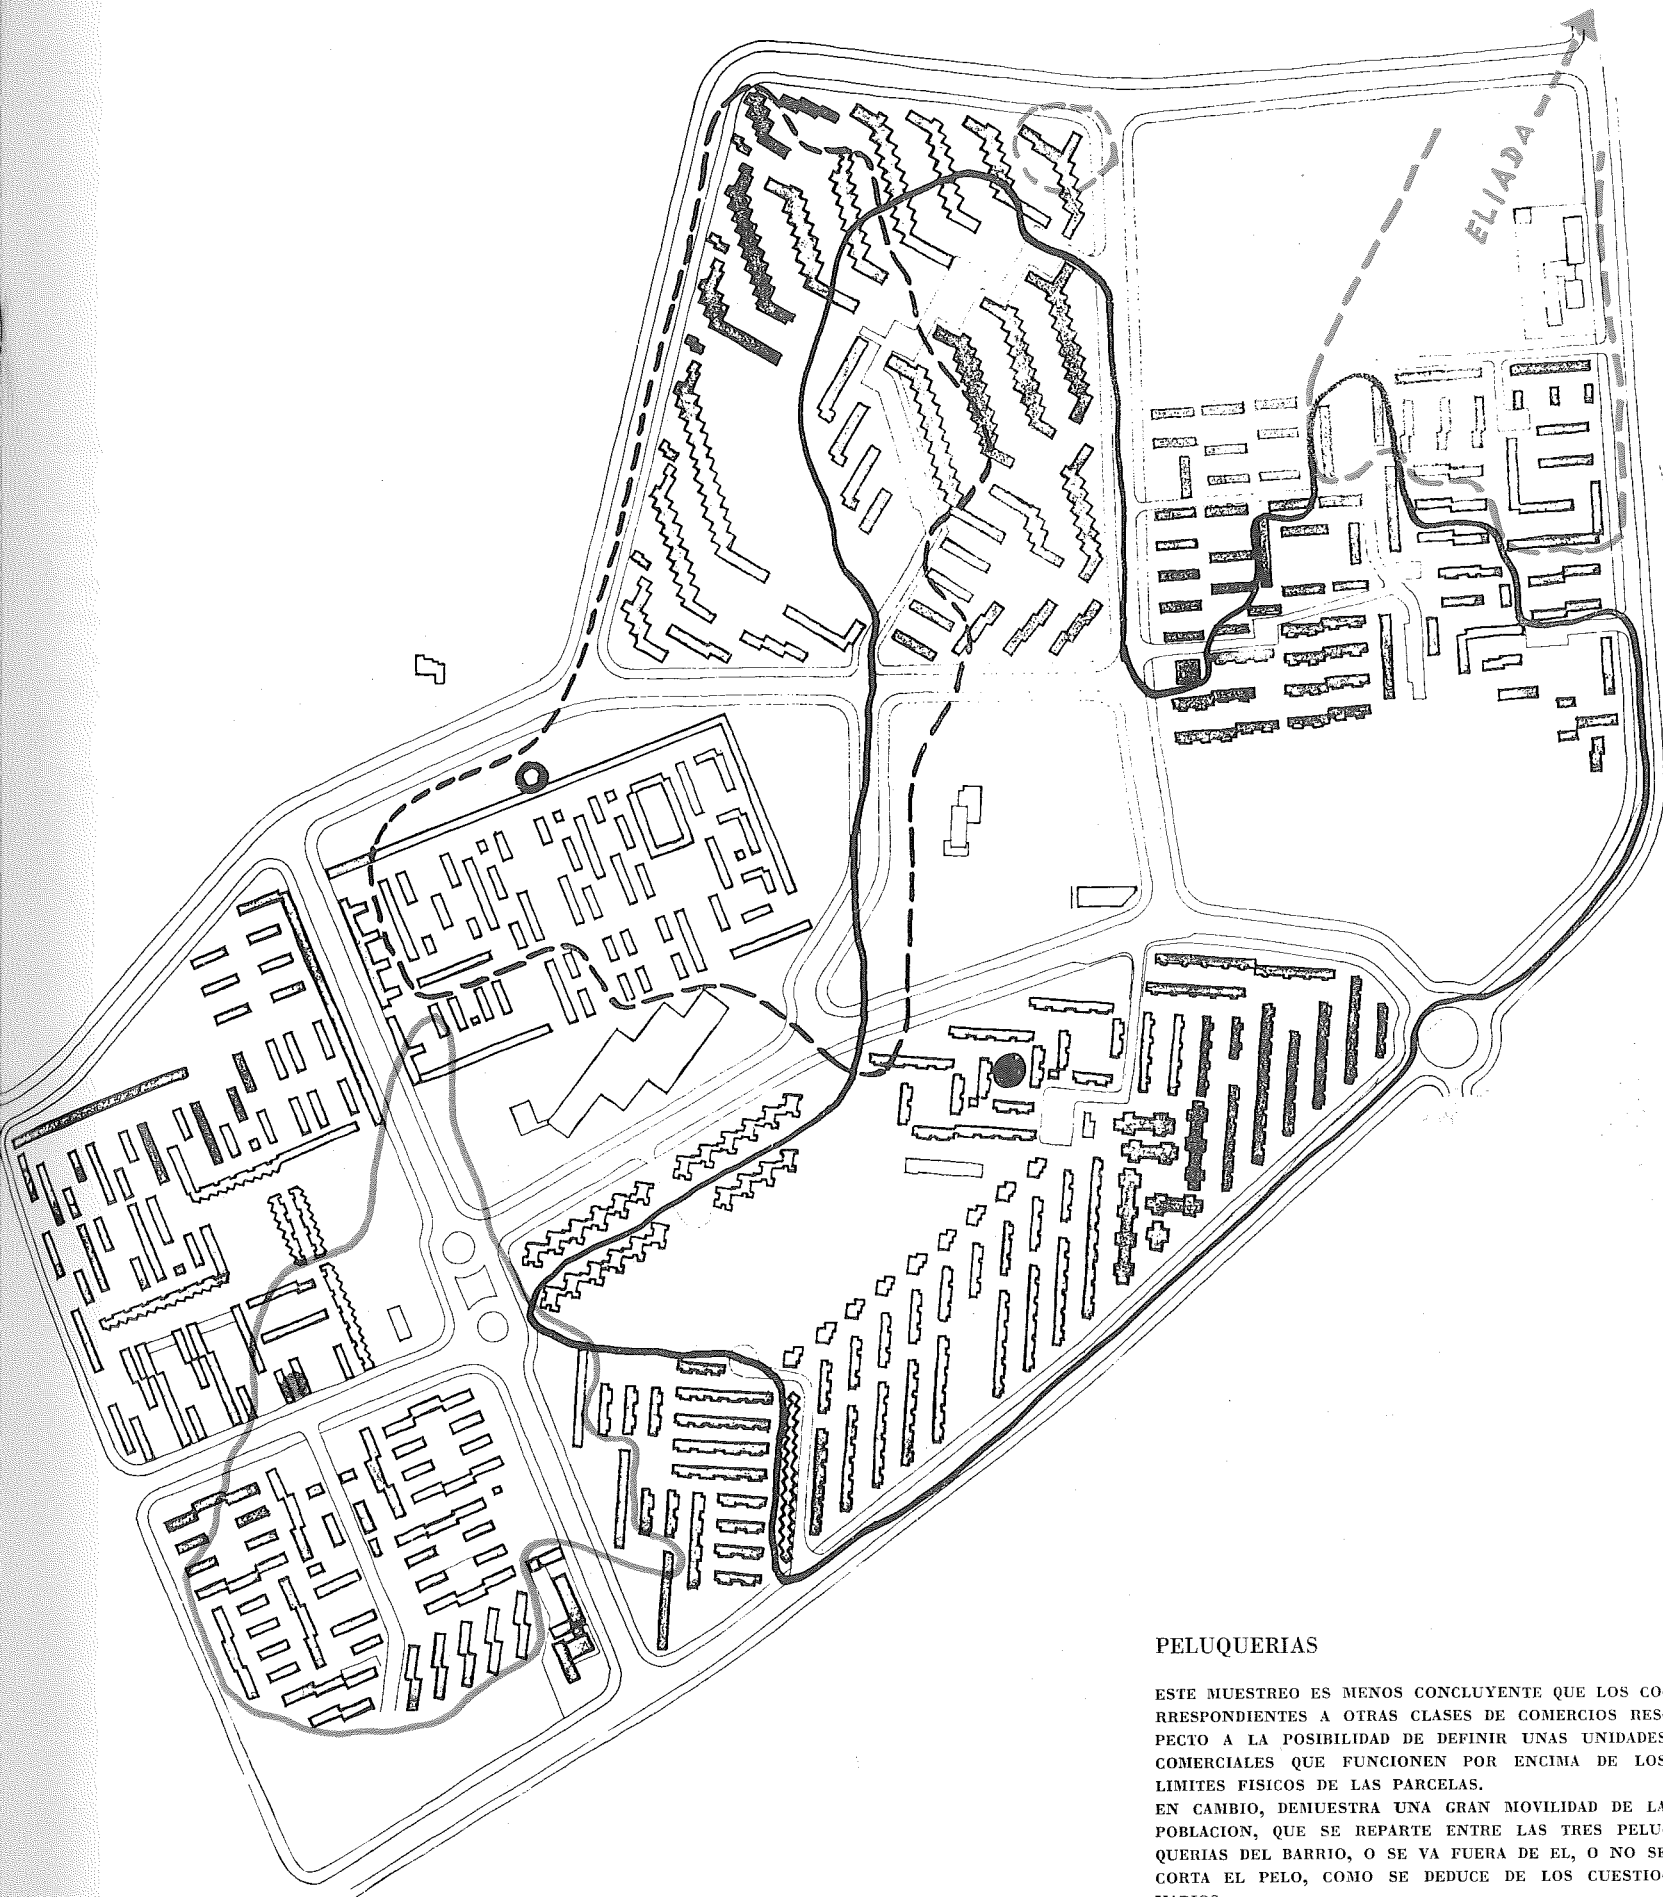 ELIADA
PELUQUERIAS
ESTE MUESTREO ES MENOS CONCLUYENTE QUE LOS CO-
RRESPONDIENTES A OTRAS CLASES DE COMERCIOS RES-
PECTO A LA POSIBILIDAD DE DEFINIR UNAS UNIDADES
COMERCIALES QUE FUNCIONEN POR ENCIMA DE LOS
LIMITES FISICOS DE LAS PARCELAS.
EN CAMBIO, DEMUESTRA UNA GRAN MOVILIDAD DE LA
POBLACION, QUE SE REPARTE ENTRE LAS TRES PELU-
QUERIAS DEL BARRIO, O SE VA FUERA DE EL, O NO SE
CORTA EL PELO, COMO SE DEDUCE DE LOS CUESTIO-